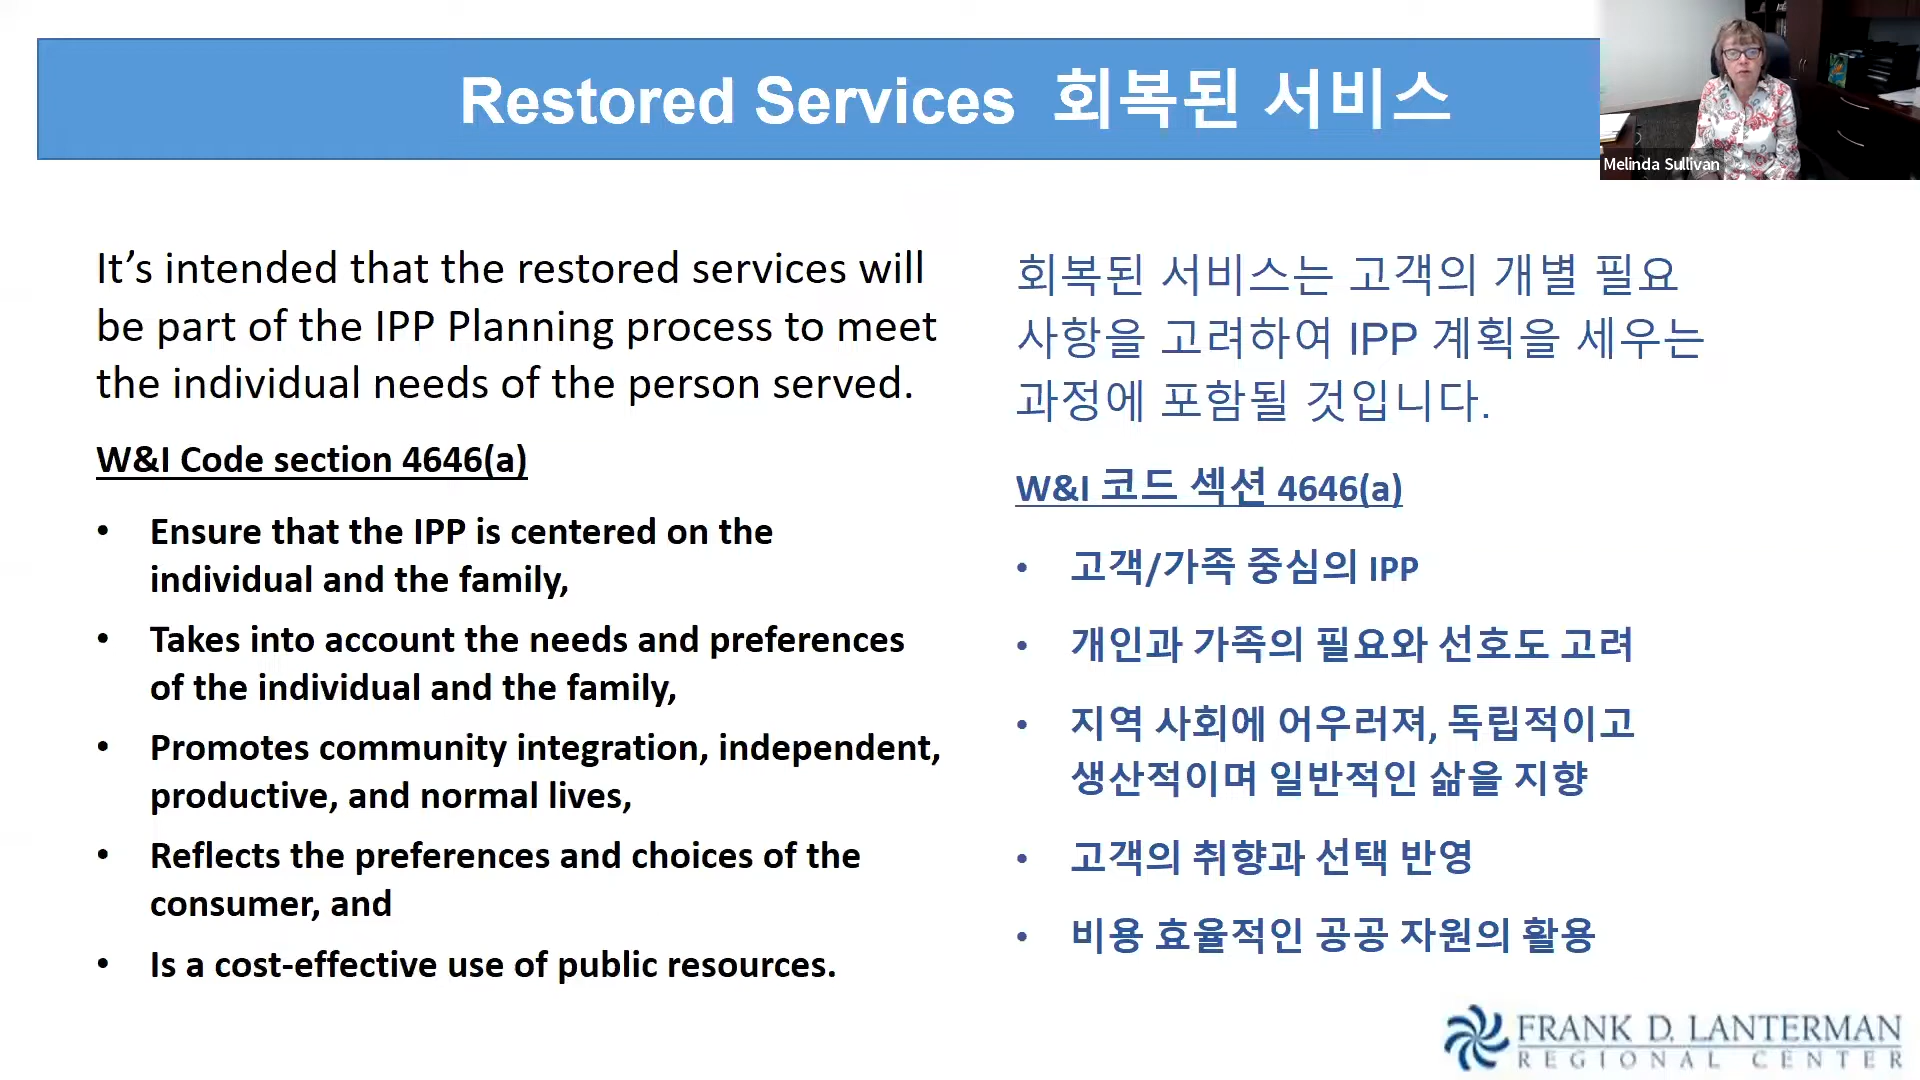 Restored Services 회복된 서비스
Melinda Sullivan
It’s intended that the restored services will
be part of the IPP Planning process to meet
the individual needs of the person served.
W&I Code section 4646(a)
• Ensure that the IPP is centered on the
individual and the family,
• Takes into account the needs and preferences
of the individual and the family,
• Promotes community integration, independent,
productive, and normal lives,
• Reflects the preferences and choices of the
consumer, and
• Is a cost-effective use of public resources.
회복된 서비스는 고객의 개별 필요
사항을 고려하여 IPP 계획을 세우는
과정에 포함될 것입니다.
W&I 코드 섹션 4646(a)
• 고객/가족 중심의 IPP
• 개인과 가족의 필요와 선호도 고려
• 지역 사회에 어우러져, 독립적이고
생산적이며 일반적인 삶을 지향
• 고객의 취향과 선택 반영
• 비용 효율적인 공공 자원의 활용
FRANK D. LANTERMAN
REGIONAL CENTER